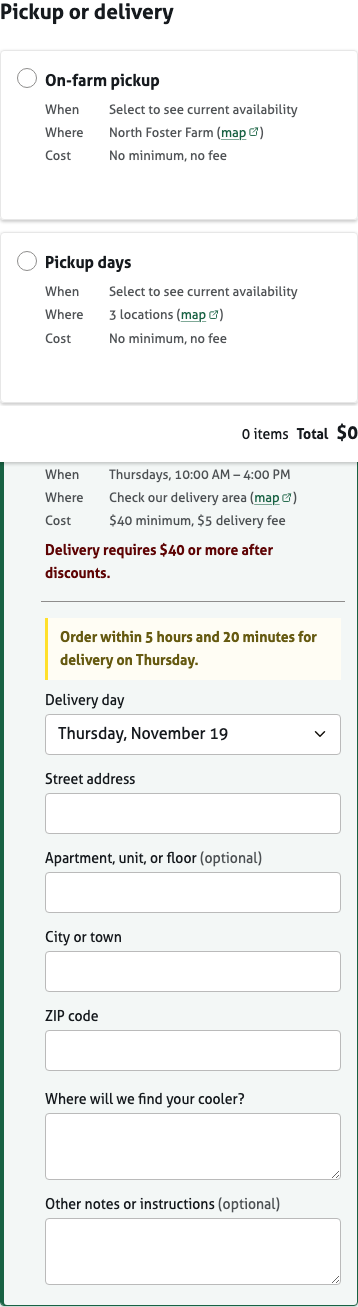 Pickup or delivery
On-farm pickup
When Select to see current availability
Where North Foster Farm (map)
Cost No minimum, no fee
Pickup days
When Select to see current availability
Where 3 locations (map)
Cost No minimum, no fee
0 items Total $0
When Thursdays, 10:00 AM – 4:00 PM
Where Check our delivery area (map)
Cost $40 minimum, $5 delivery fee
Delivery requires $40 or more after
discounts.
Order within 5 hours and 20 minutes for
delivery on Thursday.
Delivery day
Thursday, November 19
Street address
Apartment, unit, or floor (optional)
City or town
ZIP code
Where will we find your cooler?
Other notes or instructions (optional)